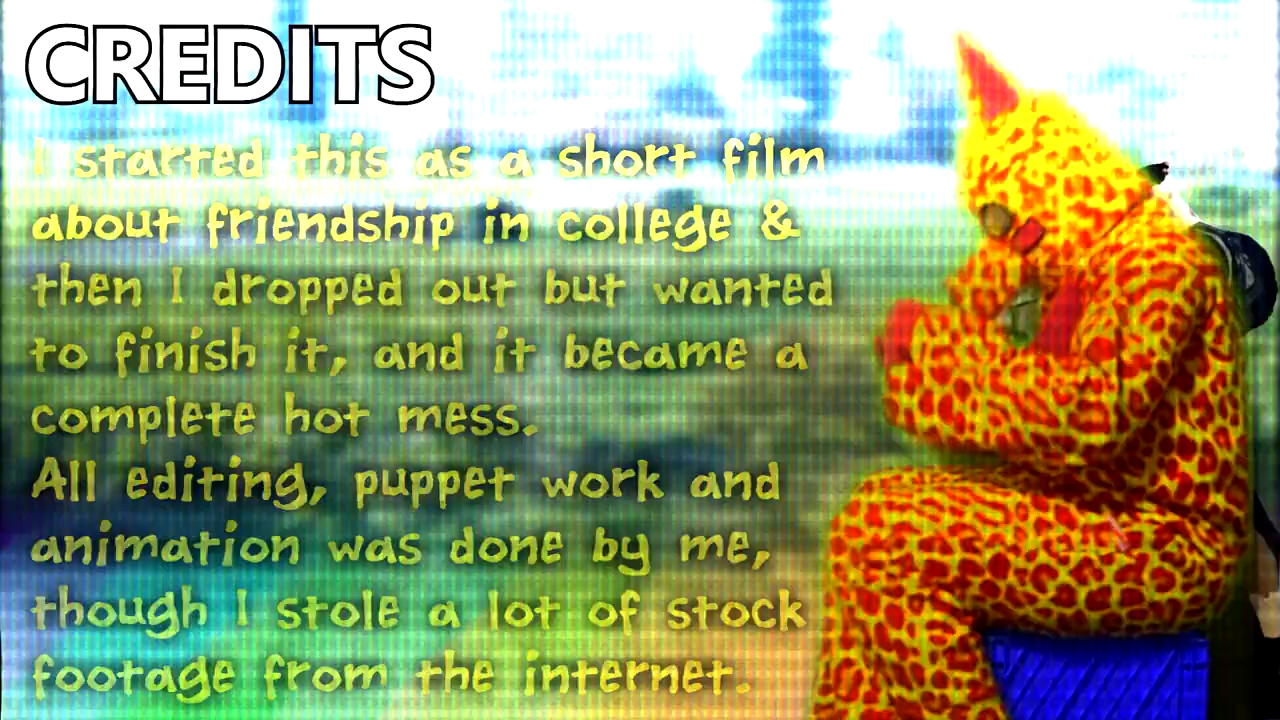 CREDITS
I started this as a short film
about friendship in college &
then I dropped out but wanted
to finish it, and it became a
complete hot mess.
All editing, puppet work and
animation was done by me,
though I stole a lot of stock
footage from the internet.